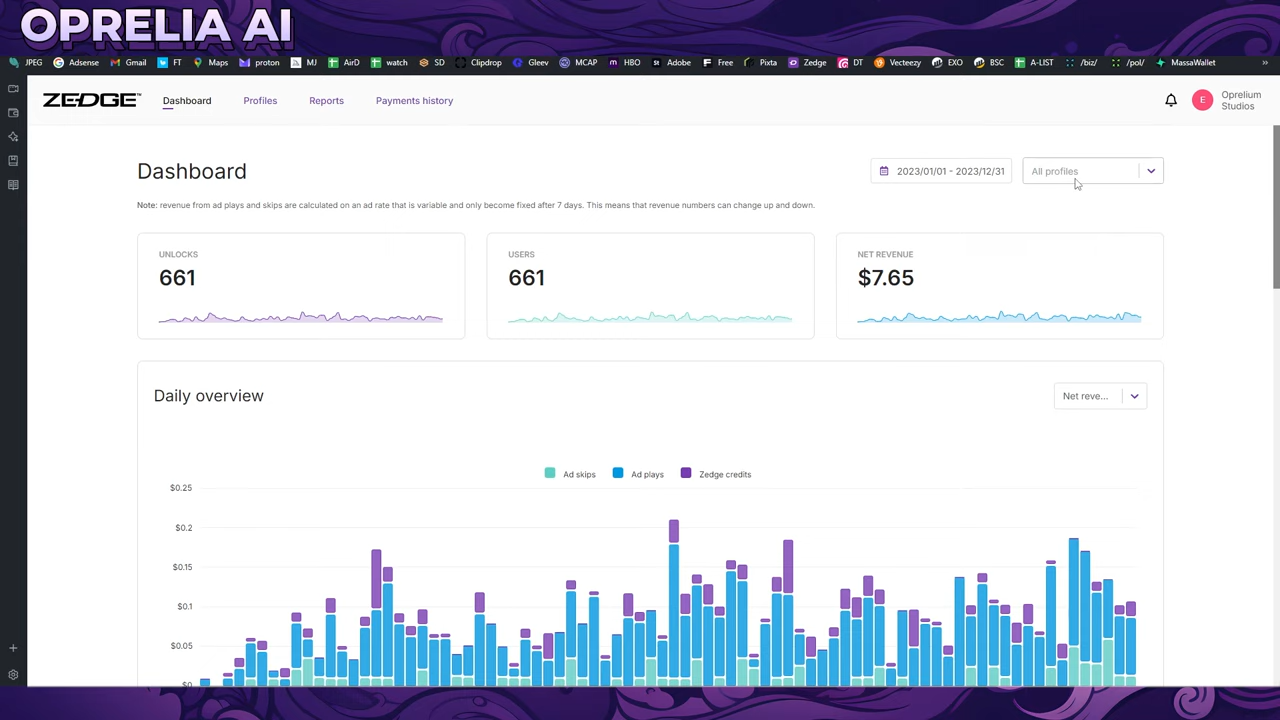 OPRELIA AI
JPEG Adsense Gmail FT Maps proton MJ AirD watch SD Clipdrop Gleev MCAP HBO Adobe Free Pixta Zedge DT Vecteezy EXO BSC A-LIST /biz/ /pol/ MassaWallet »
ZEDGE™ Dashboard Profiles Reports Payments history E Oprelium
Studios
Dashboard 2023/01/01 - 2023/12/31 All profiles
Note: revenue from ad plays and skips are calculated on an ad rate that is variable and only become fixed after 7 days. This means that revenue numbers can change up and down.
UNLOCKS USERS NET REVENUE
661 661 $7.65
Daily overview Net reve...
Ad skips Ad plays Zedge credits
$0.25
$0.2
$0.15
$0.1
$0.05
$0